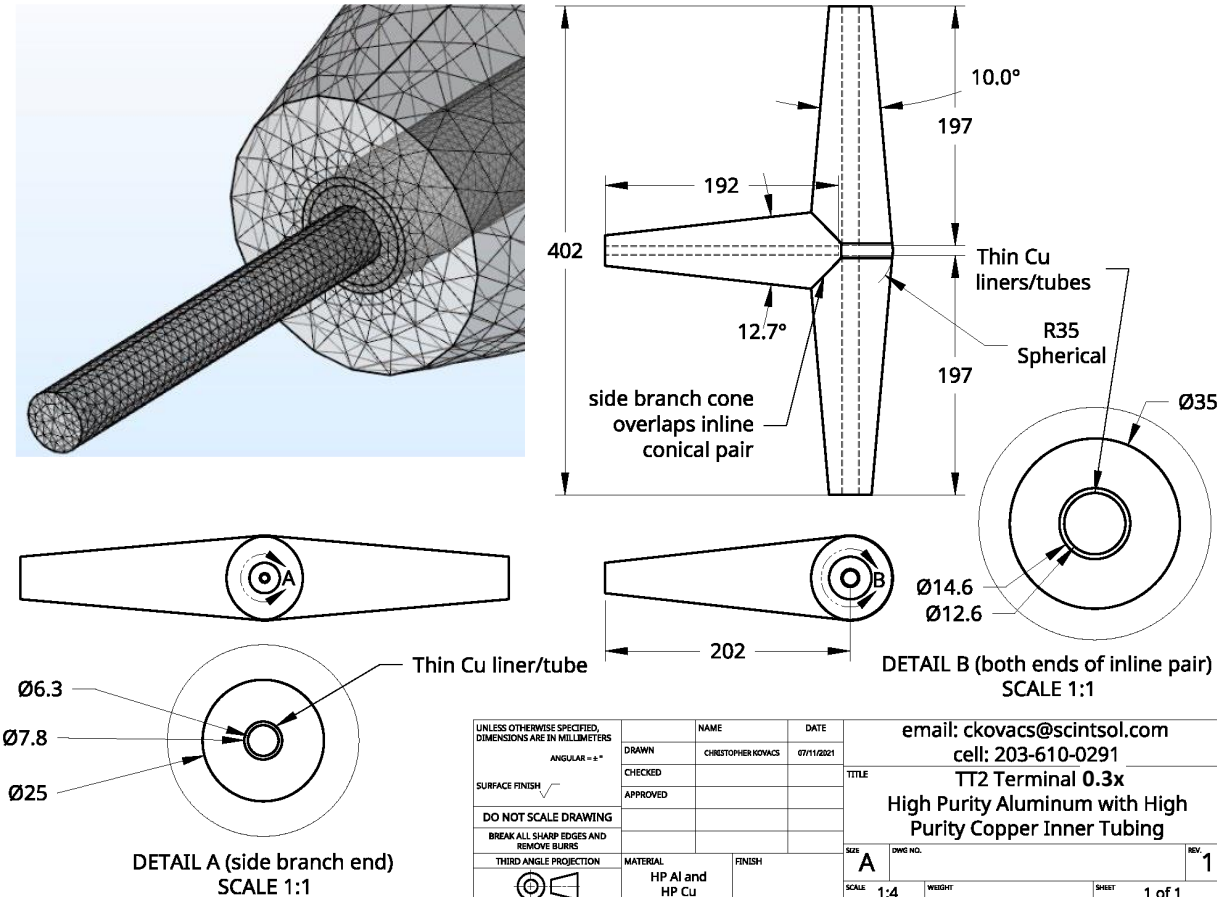 10.0°
197
192
402
Thin Cu
liners/tubes
R35
Spherical
12.7°
197
side branch cone
overlaps inline
conical pair
Ø35
A
B
Ø14.6
Ø12.6
202
DETAIL B (both ends of inline pair)
SCALE 1:1
Thin Cu liner/tube
Ø6.3
Ø7.8
Ø25
DETAIL A (side branch end)
SCALE 1:1
UNLESS OTHERWISE SPECIFIED,
DIMENSIONS ARE IN MILLIMETERS
ANGULAR = ± °
SURFACE FINISH
DO NOT SCALE DRAWING
BREAK ALL SHARP EDGES AND
REMOVE BURRS
THIRD ANGLE PROJECTION
NAME DATE
DRAWN CHRISTOPHER KOVACS 07/11/2021
CHECKED
APPROVED
MATERIAL FINISH
HP Al and
HP Cu
email: ckovacs@scintsol.com
cell: 203-610-0291
TITLE TT2 Terminal 0.3x
High Purity Aluminum with High
Purity Copper Inner Tubing
SIZE DWG NO. REV.
A 1
SCALE 1:4 WEIGHT SHEET 1 of 1